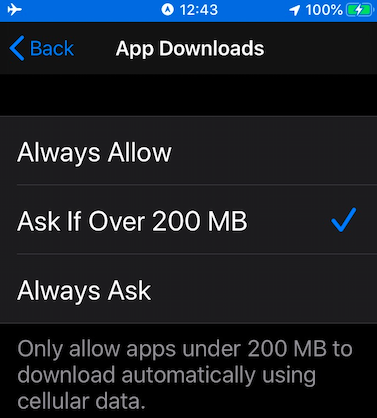 12:43 100%
Back App Downloads
Always Allow
Ask If Over 200 MB
Always Ask
Only allow apps under 200 MB to
download automatically using
cellular data.